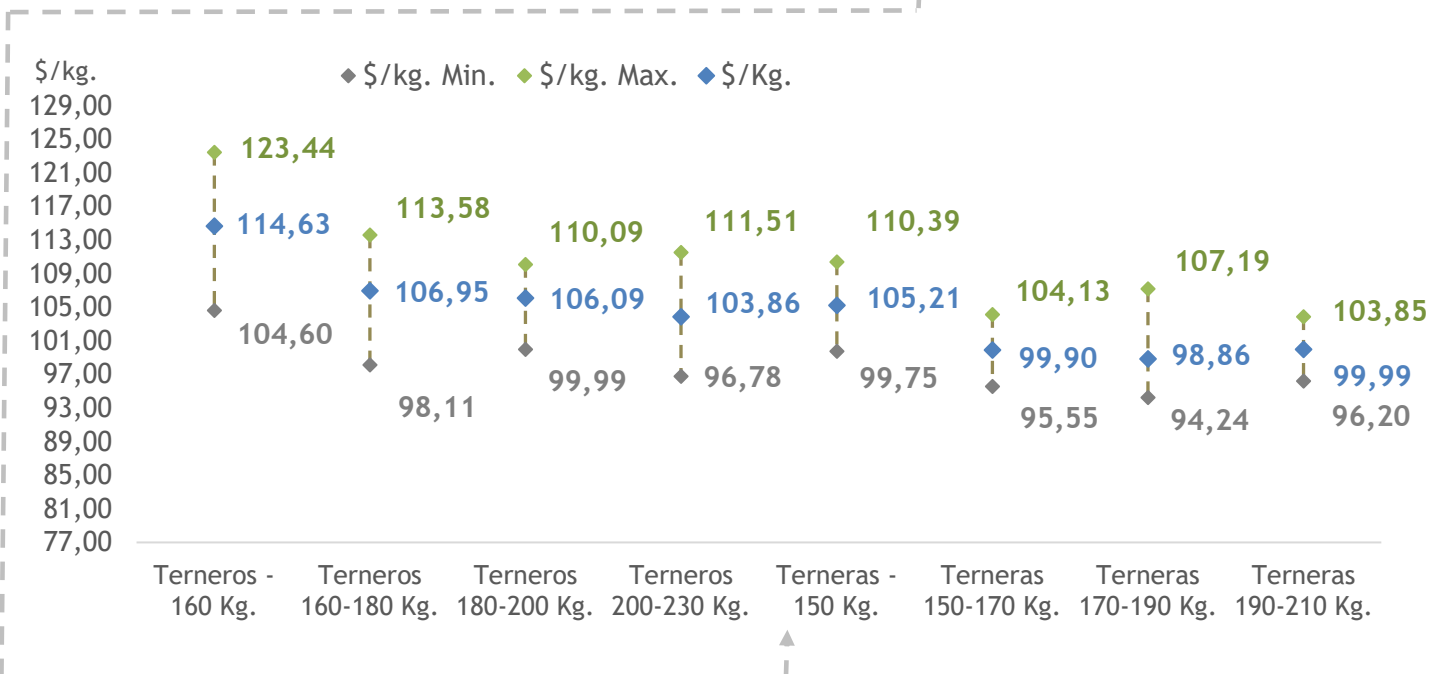 $/kg.
$/kg. Min. $/kg. Max. $/Kg.
129,00
125,00
121,00
117,00
113,00
109,00
105,00
101,00
97,00
93,00
89,00
85,00
81,00
77,00
123,44
114,63
104,60
113,58
106,95
98,11
110,09
106,09
99,99
111,51
103,86
96,78
110,39
105,21
99,75
104,13
99,90
95,55
107,19
98,86
94,24
103,85
99,99
96,20
Terneros -
160 Kg.
Terneros
160-180 Kg.
Terneros
180-200 Kg.
Terneros
200-230 Kg.
Terneras -
150 Kg.
Terneras
150-170 Kg.
Terneras
170-190 Kg.
Terneras
190-210 Kg.